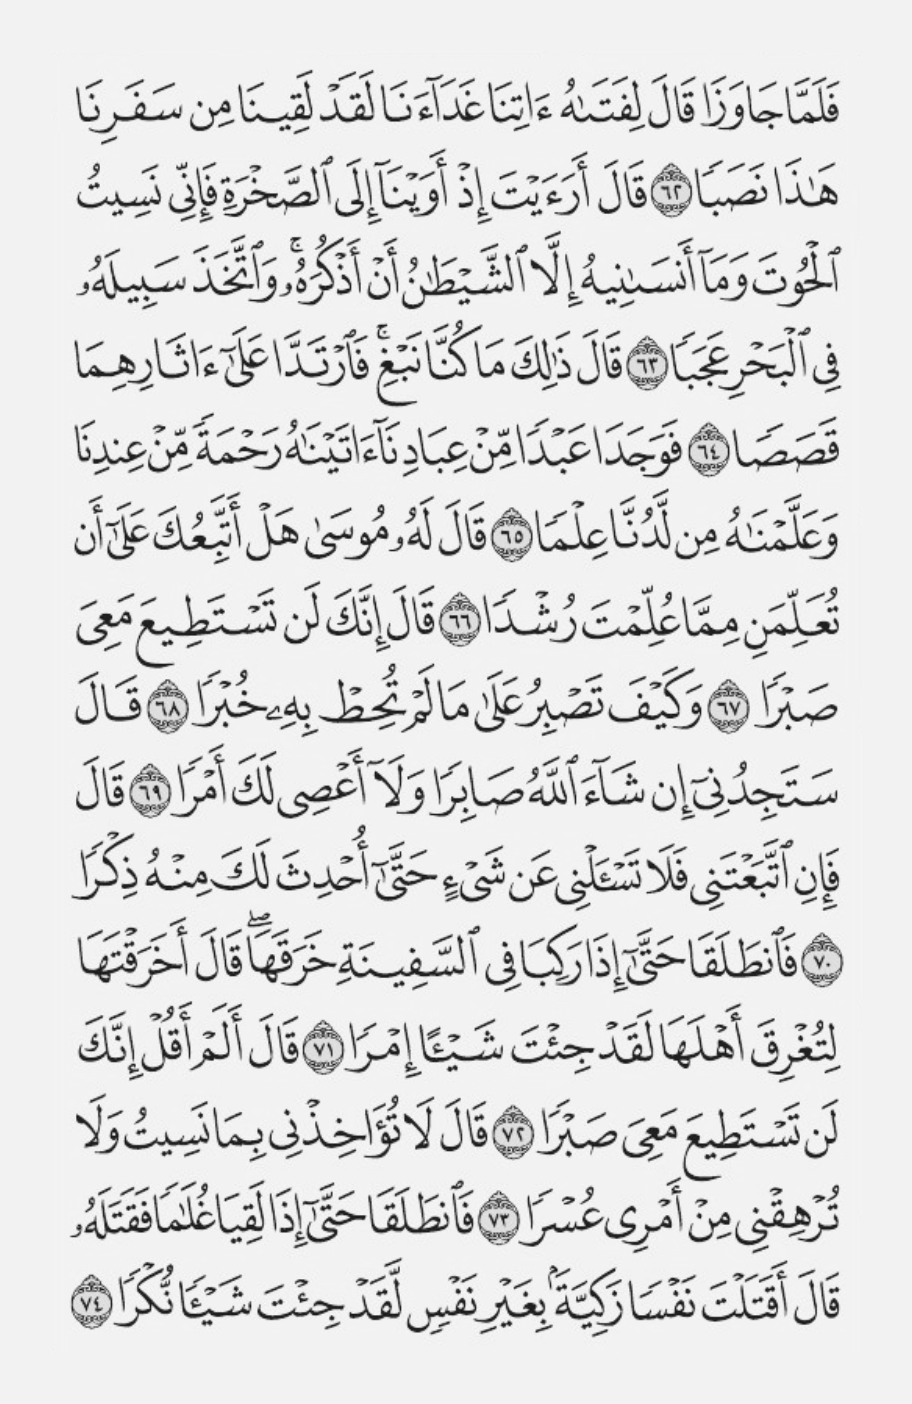 فَلَمَّا جَاوَزَا قَالَ لِفَتَىٰهُ ءَاتِنَا غَدَآءَنَا لَقَدْ لَقِينَا مِن سَفَرِنَا
هَٰذَا نَصَبًا ٦٢ قَالَ أَرَءَيْتَ إِذْ أَوَيْنَآ إِلَى ٱلصَّخْرَةِ فَإِنِّى نَسِيتُ
ٱلْحُوتَ وَمَآ أَنسَىٰنِيهُ إِلَّا ٱلشَّيْطَٰنُ أَنْ أَذْكُرَهُۥ ۚ وَٱتَّخَذَ سَبِيلَهُۥ
فِى ٱلْبَحْرِ عَجَبًا ٦٣ قَالَ ذَٰلِكَ مَا كُنَّا نَبْغِ ۚ فَٱرْتَدَّا عَلَىٰٓ ءَاثَارِهِمَا
قَصَصًا ٦٤ فَوَجَدَا عَبْدًا مِّنْ عِبَادِنَآ ءَاتَيْنَٰهُ رَحْمَةً مِّنْ عِندِنَا
وَعَلَّمْنَٰهُ مِن لَّدُنَّا عِلْمًا ٦٥ قَالَ لَهُۥ مُوسَىٰ هَلْ أَتَّبِعُكَ عَلَىٰٓ أَن
تُعَلِّمَنِ مِمَّا عُلِّمْتَ رُشْدًا ٦٦ قَالَ إِنَّكَ لَن تَسْتَطِيعَ مَعِىَ
صَبْرًا ٦٧ وَكَيْفَ تَصْبِرُ عَلَىٰ مَا لَمْ تُحِطْ بِهِۦ خُبْرًا ٦٨ قَالَ
سَتَجِدُنِىٓ إِن شَآءَ ٱللَّهُ صَابِرًا وَلَآ أَعْصِى لَكَ أَمْرًا ٦٩ قَالَ
فَإِنِ ٱتَّبَعْتَنِى فَلَا تَسْـَٔلْنِى عَن شَىْءٍ حَتَّىٰٓ أُحْدِثَ لَكَ مِنْهُ ذِكْرًا
٧٠ فَٱنطَلَقَا حَتَّىٰٓ إِذَا رَكِبَا فِى ٱلسَّفِينَةِ خَرَقَهَا ۖ قَالَ أَخَرَقْتَهَا
لِتُغْرِقَ أَهْلَهَا لَقَدْ جِئْتَ شَيْـًٔا إِمْرًا ٧١ قَالَ أَلَمْ أَقُلْ إِنَّكَ
لَن تَسْتَطِيعَ مَعِىَ صَبْرًا ٧٢ قَالَ لَا تُؤَاخِذْنِى بِمَا نَسِيتُ وَلَا
تُرْهِقْنِى مِنْ أَمْرِى عُسْرًا ٧٣ فَٱنطَلَقَا حَتَّىٰٓ إِذَا لَقِيَا غُلَٰمًا فَقَتَلَهُۥ
قَالَ أَقَتَلْتَ نَفْسًا زَكِيَّةًۢ بِغَيْرِ نَفْسٍ لَّقَدْ جِئْتَ شَيْـًٔا نُّكْرًا ٧٤